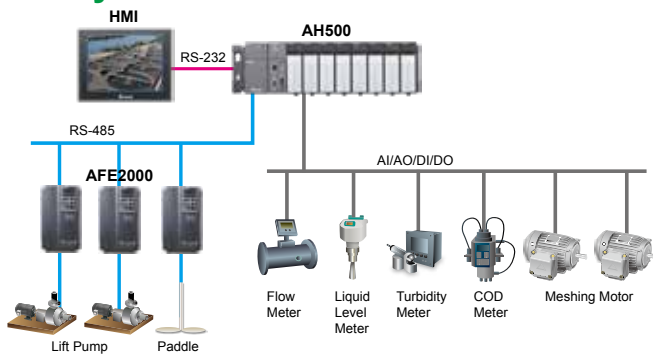 HMI
AH500
RS-232
RS-485
AI/AO/DI/DO
AFE2000
Flow
Meter
Liquid
Level
Meter
Turbidity
Meter
COD
Meter
Meshing Motor
Lift Pump
Paddle